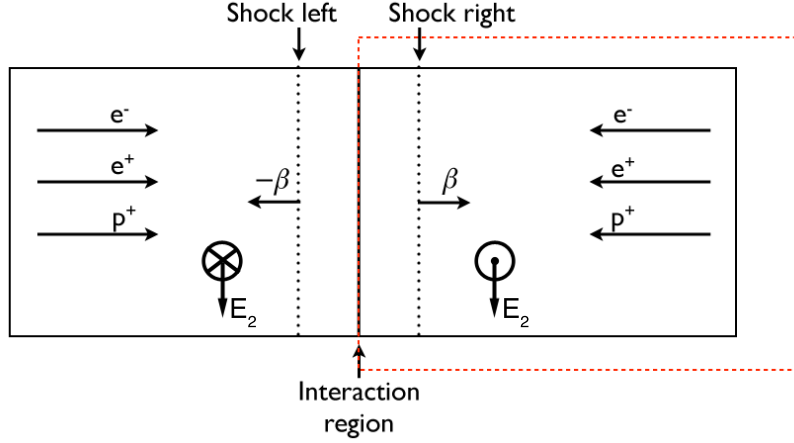 Shock left Shock right
e⁻ e⁻
e⁺ −β β e⁺
p⁺ p⁺
E₂ E₂
Interaction
region